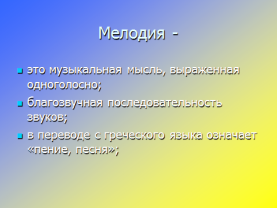 Мелодия -
это музыкальная мысль, выраженная
одноголосно;
благозвучная последовательность
звуков;
в переводе с греческого языка означает
«пение, песня»;